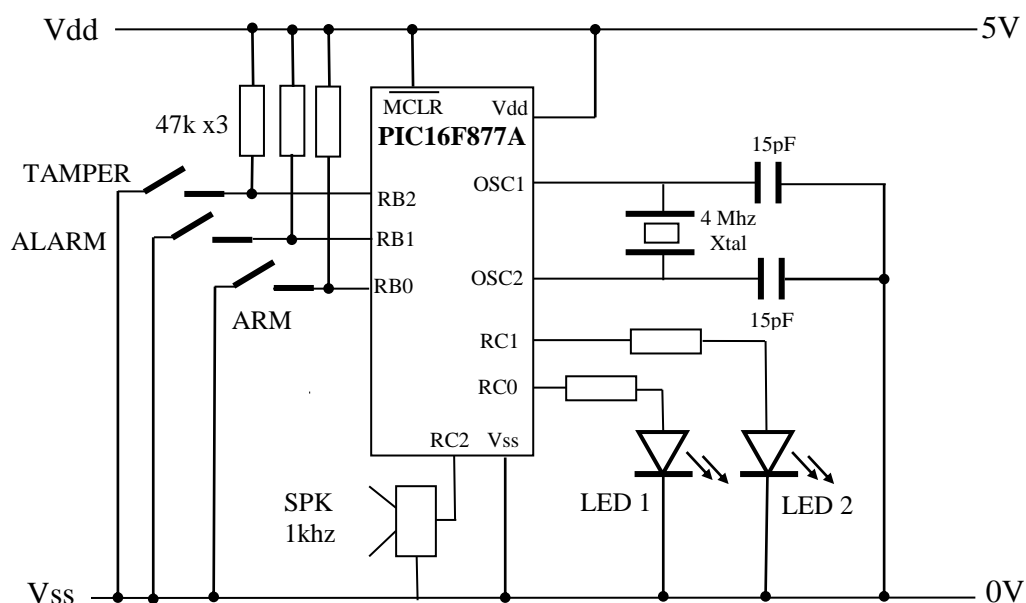 Vdd
5V
MCLR
Vdd
PIC16F877A
47k x3
15pF
TAMPER
OSC1
RB2
4 Mhz
Xtal
ALARM
RB1
OSC2
RB0
ARM
15pF
RC1
RC0
RC2
Vss
SPK
1khz
LED 1
LED 2
Vss
0V